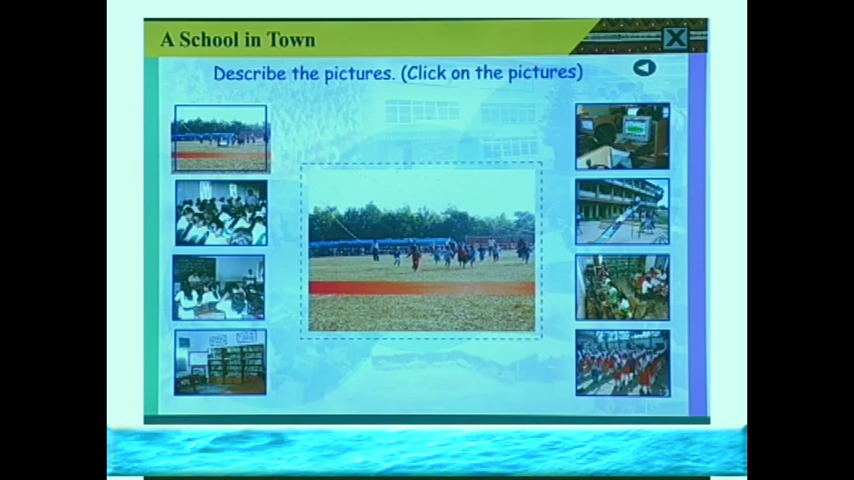 A School in Town
Describe the pictures. (Click on the pictures)